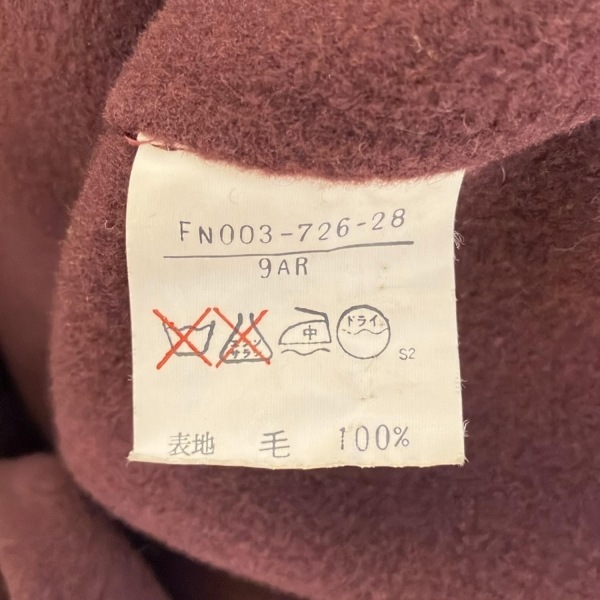 FN003-726-28
9AR
エンソ サラシ 中 ドライ
S2
表地 毛 100%